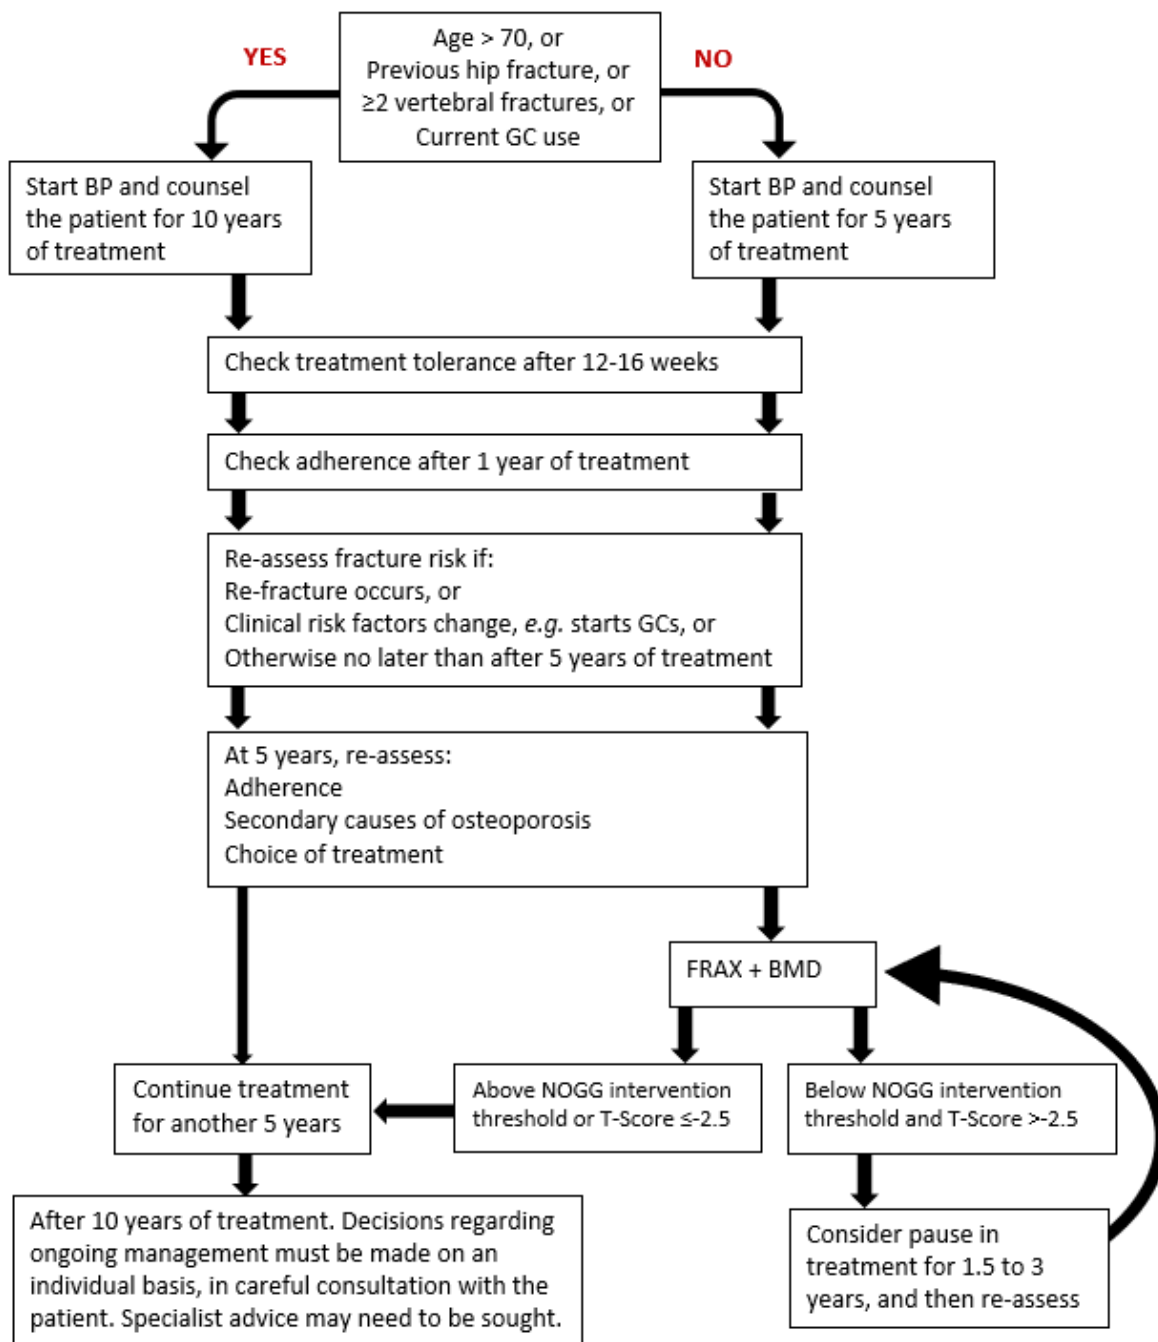 Age > 70, or
Previous hip fracture, or
≥2 vertebral fractures, or
Current GC use
YES
NO
Start BP and counsel
the patient for 10 years
of treatment
Start BP and counsel
the patient for 5 years
of treatment
Check treatment tolerance after 12-16 weeks
Check adherence after 1 year of treatment
Re-assess fracture risk if:
Re-fracture occurs, or
Clinical risk factors change, e.g. starts GCs, or
Otherwise no later than after 5 years of treatment
At 5 years, re-assess:
Adherence
Secondary causes of osteoporosis
Choice of treatment
FRAX + BMD
Continue treatment
for another 5 years
Above NOGG intervention
threshold or T-Score ≤-2.5
Below NOGG intervention
threshold and T-Score >-2.5
After 10 years of treatment. Decisions regarding
ongoing management must be made on an
individual basis, in careful consultation with the
patient. Specialist advice may need to be sought.
Consider pause in
treatment for 1.5 to 3
years, and then re-assess